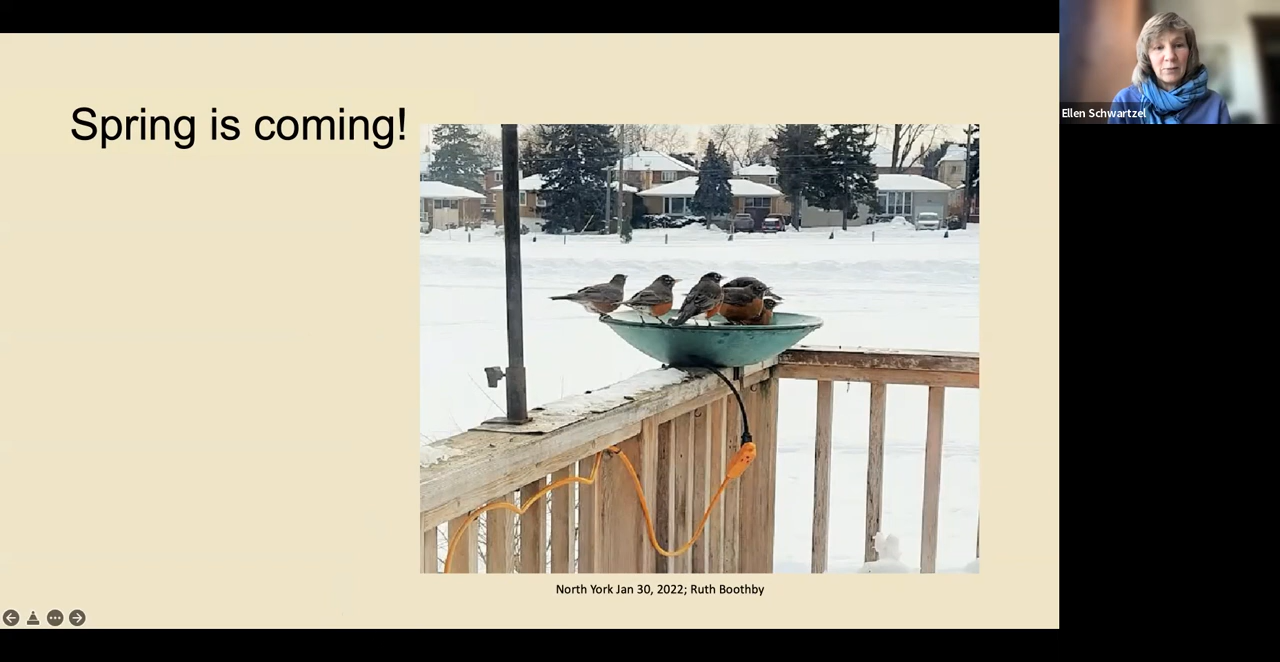 Spring is coming!
Ellen Schwartzel
North York Jan 30, 2022; Ruth Boothby